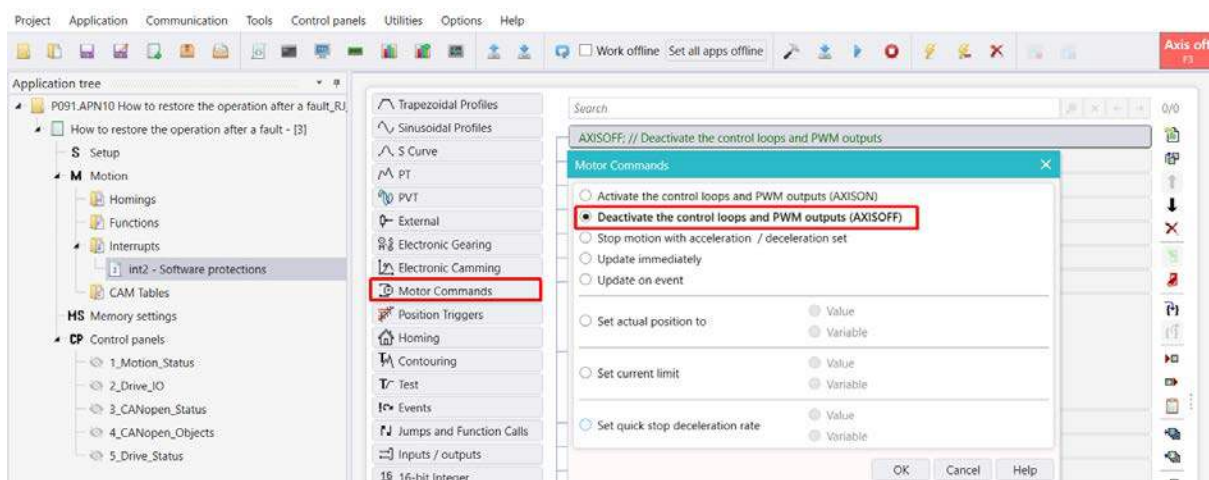 Project Application Communication Tools Control panels Utilities Options Help
Work offline Set all apps offline
Axis off
F3
Application tree
P091.APN10 How to restore the operation after a fault_RJ
How to restore the operation after a fault - [3]
S Setup
M Motion
Homings
Functions
Interrupts
int2 - Software protections
CAM Tables
HS Memory settings
CP Control panels
1_Motion_Status
2_Drive_IO
3_CANopen_Status
4_CANopen_Objects
5_Drive_Status
Trapezoidal Profiles
Sinusoidal Profiles
S Curve
PT
PVT
External
Electronic Gearing
Electronic Camming
Motor Commands
Position Triggers
Homing
Contouring
Test
Events
Jumps and Function Calls
Inputs / outputs
16 16-bit Integer
Search
0/0
AXISOFF; // Deactivate the control loops and PWM outputs
Motor Commands
Activate the control loops and PWM outputs (AXISON)
Deactivate the control loops and PWM outputs (AXISOFF)
Stop motion with acceleration / deceleration set
Update immediately
Update on event
Set actual position to
Value
Variable
Set current limit
Value
Variable
Set quick stop deceleration rate
Value
Variable
OK Cancel Help